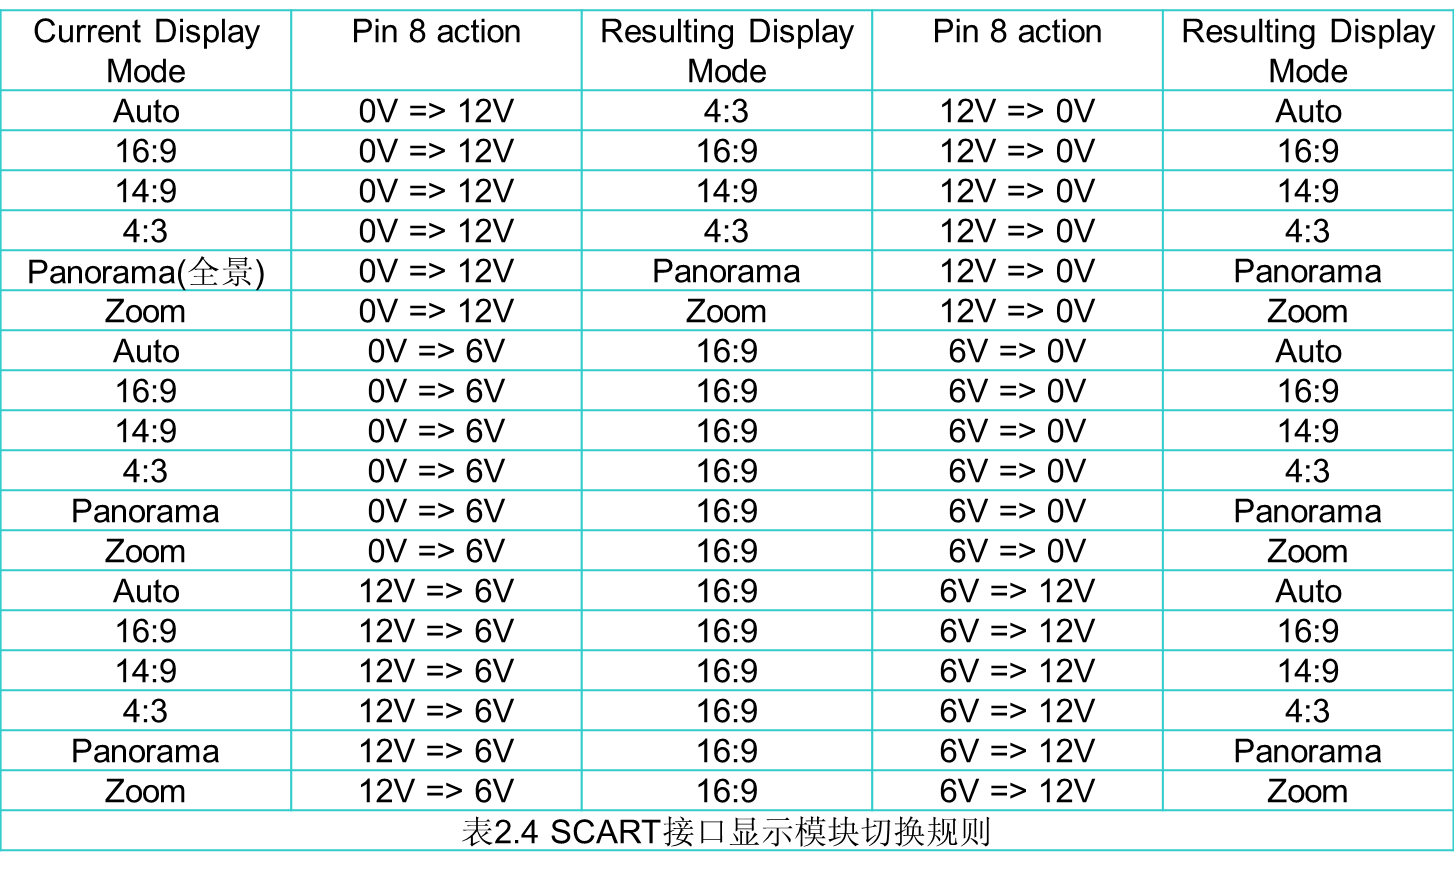 Current Display Mode Pin 8 action Resulting Display Mode Pin 8 action Resulting Display Mode
Auto 0V => 12V 4:3 12V => 0V Auto
16:9 0V => 12V 16:9 12V => 0V 16:9
14:9 0V => 12V 14:9 12V => 0V 14:9
4:3 0V => 12V 4:3 12V => 0V 4:3
Panorama(全景) 0V => 12V Panorama 12V => 0V Panorama
Zoom 0V => 12V Zoom 12V => 0V Zoom
Auto 0V => 6V 16:9 6V => 0V Auto
16:9 0V => 6V 16:9 6V => 0V 16:9
14:9 0V => 6V 16:9 6V => 0V 14:9
4:3 0V => 6V 16:9 6V => 0V 4:3
Panorama 0V => 6V 16:9 6V => 0V Panorama
Zoom 0V => 6V 16:9 6V => 0V Zoom
Auto 12V => 6V 16:9 6V => 12V Auto
16:9 12V => 6V 16:9 6V => 12V 16:9
14:9 12V => 6V 16:9 6V => 12V 14:9
4:3 12V => 6V 16:9 6V => 12V 4:3
Panorama 12V => 6V 16:9 6V => 12V Panorama
Zoom 12V => 6V 16:9 6V => 12V Zoom
表2.4 SCART接口显示模块切换规则